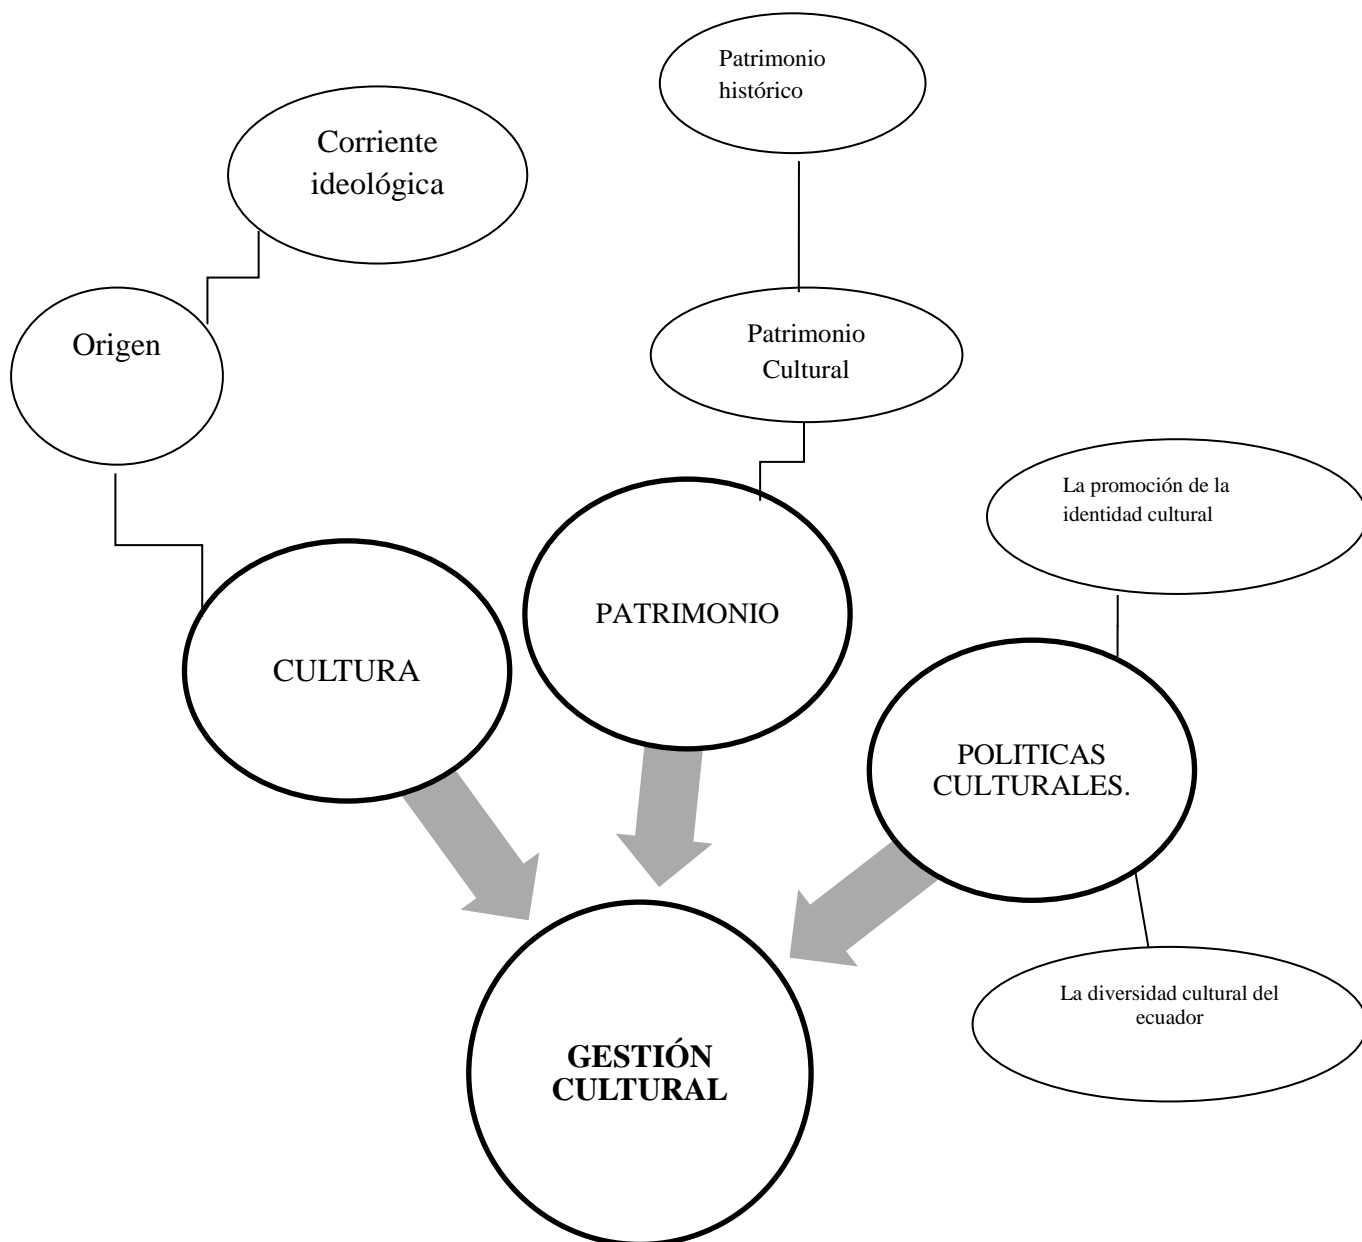 Patrimonio
histórico
Corriente
ideológica
Origen
Patrimonio
Cultural
La promoción de la
identidad cultural
PATRIMONIO
CULTURA
POLITICAS
CULTURALES.
La diversidad cultural del
ecuador
GESTIÓN
CULTURAL